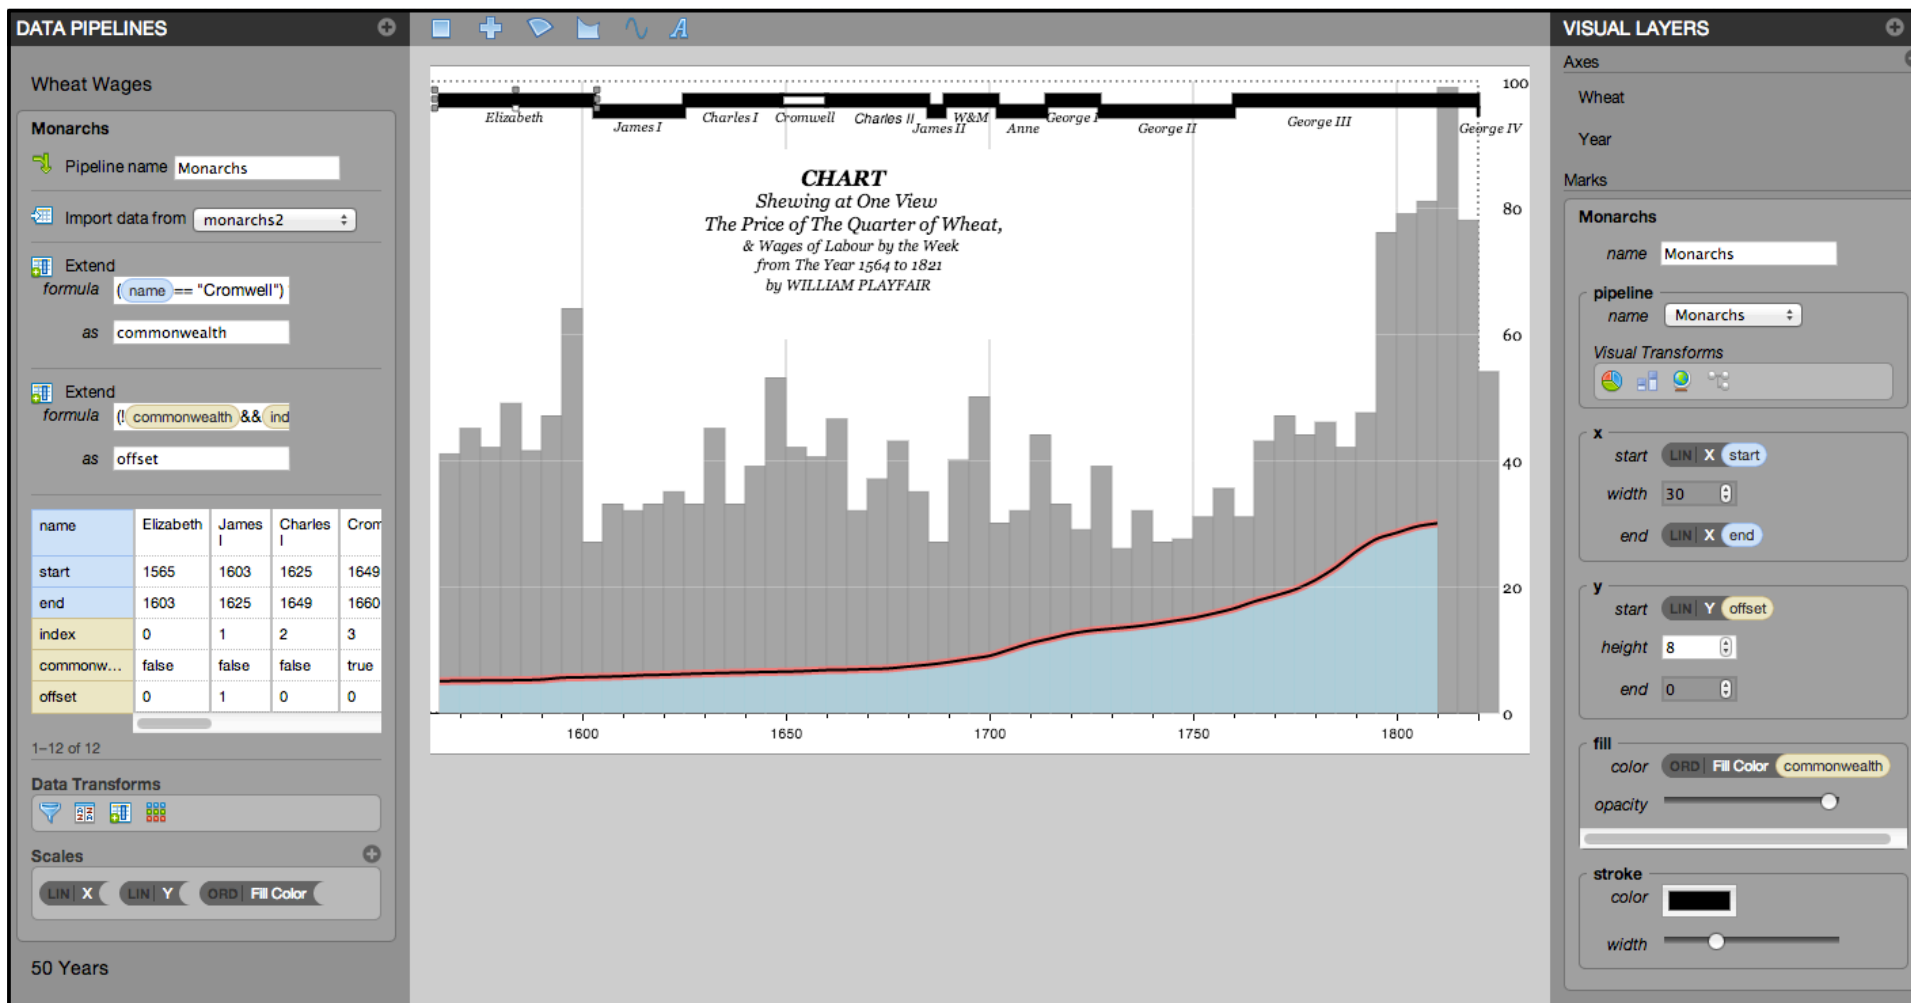 DATA PIPELINES
Wheat Wages
Monarchs
Pipeline name Monarchs
Import data from monarchs2
Extend
formula (name == "Cromwell")
as commonwealth
Extend
formula (! commonwealth && ind
as offset
name Elizabeth James I Charles I Crom
start 1565 1603 1625 1649
end 1603 1625 1649 1660
index 0 1 2 3
commonw... false false false true
offset 0 1 0 0
1–12 of 12
Data Transforms
Scales
LIN X LIN Y ORD Fill Color
50 Years
A
Elizabeth James I Charles I Cromwell Charles II James II W&M Anne George I George II George III George IV
CHART
Shewing at One View
The Price of The Quarter of Wheat,
& Wages of Labour by the Week
from The Year 1564 to 1821
by WILLIAM PLAYFAIR
100
80
60
40
20
0
1600 1650 1700 1750 1800
VISUAL LAYERS
Axes
Wheat
Year
Marks
Monarchs
name Monarchs
pipeline
name Monarchs
Visual Transforms
x
start LIN X start
width 30
end LIN X end
y
start LIN Y offset
height 8
end 0
fill
color ORD Fill Color commonwealth
opacity
stroke
color
width